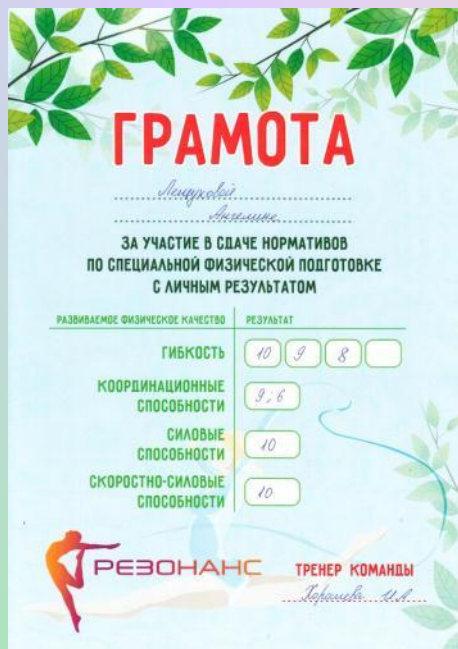 ГРАМОТА
Ангелине
ЗА УЧАСТИЕ В СДАЧЕ НОРМАТИВОВ
ПО СПЕЦИАЛЬНОЙ ФИЗИЧЕСКОЙ ПОДГОТОВКЕ
С ЛИЧНЫМ РЕЗУЛЬТАТОМ
РАЗВИВАЕМОЕ ФИЗИЧЕСКОЕ КАЧЕСТВО РЕЗУЛЬТАТ
ГИБКОСТЬ 10 9 8
КООРДИНАЦИОННЫЕ
СПОСОБНОСТИ 9;6
СИЛОВЫЕ
СПОСОБНОСТИ 10
СКОРОСТНО-СИЛОВЫЕ
СПОСОБНОСТИ 10
РЕЗОНАНС
ТРЕНЕР КОМАНДЫ
И.А